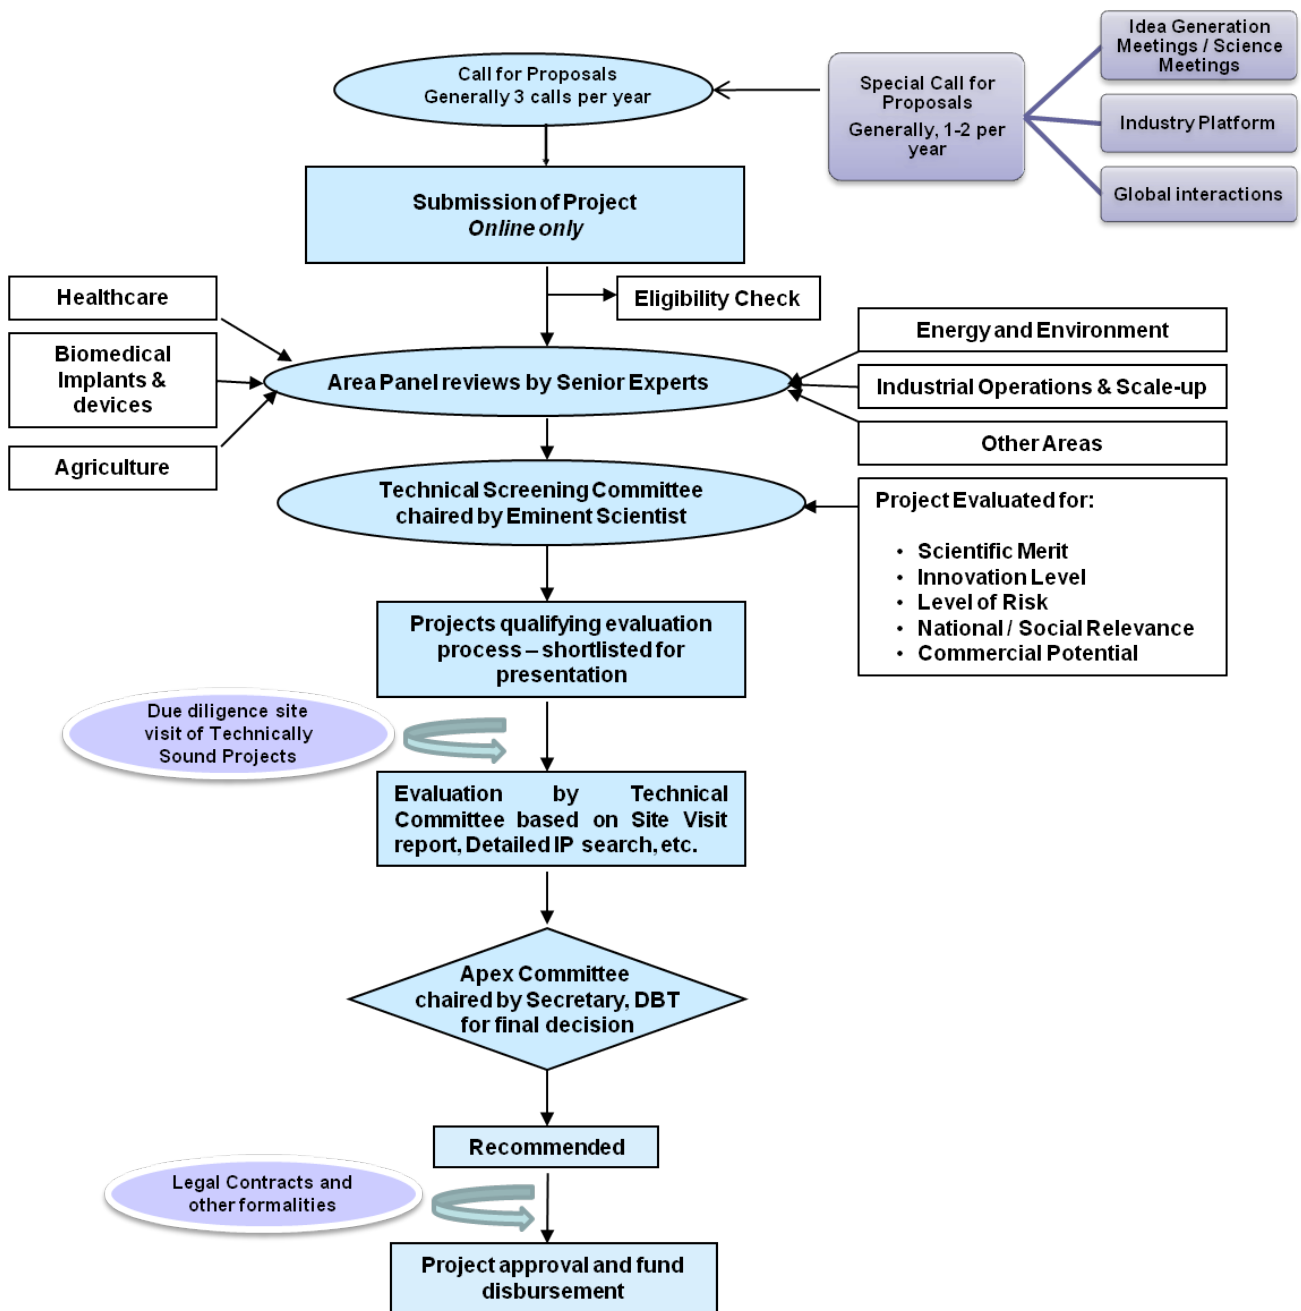 Idea Generation
Meetings / Science
Meetings
Call for Proposals
Generally 3 calls per year
Special Call for
Proposals
Generally, 1-2 per
year
Industry Platform
Global interactions
Submission of Project
Online only
Healthcare
Eligibility Check
Biomedical
Implants &
devices
Agriculture
Area Panel reviews by Senior Experts
Energy and Environment
Industrial Operations & Scale-up
Other Areas
Technical Screening Committee
chaired by Eminent Scientist
Project Evaluated for:
• Scientific Merit
• Innovation Level
• Level of Risk
• National / Social Relevance
• Commercial Potential
Projects qualifying evaluation
process – shortlisted for
presentation
Due diligence site
visit of Technically
Sound Projects
Evaluation by Technical
Committee based on Site Visit
report, Detailed IP search, etc.
Apex Committee
chaired by Secretary, DBT
for final decision
Recommended
Legal Contracts and
other formalities
Project approval and fund
disbursement